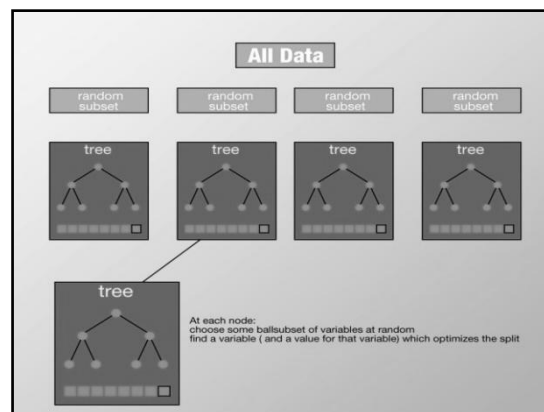 All Data
random
subset
random
subset
random
subset
random
subset
tree
tree
tree
tree
tree
At each node:
choose some ballsubset of variables at random
find a variable ( and a value for that variable) which optimizes the split